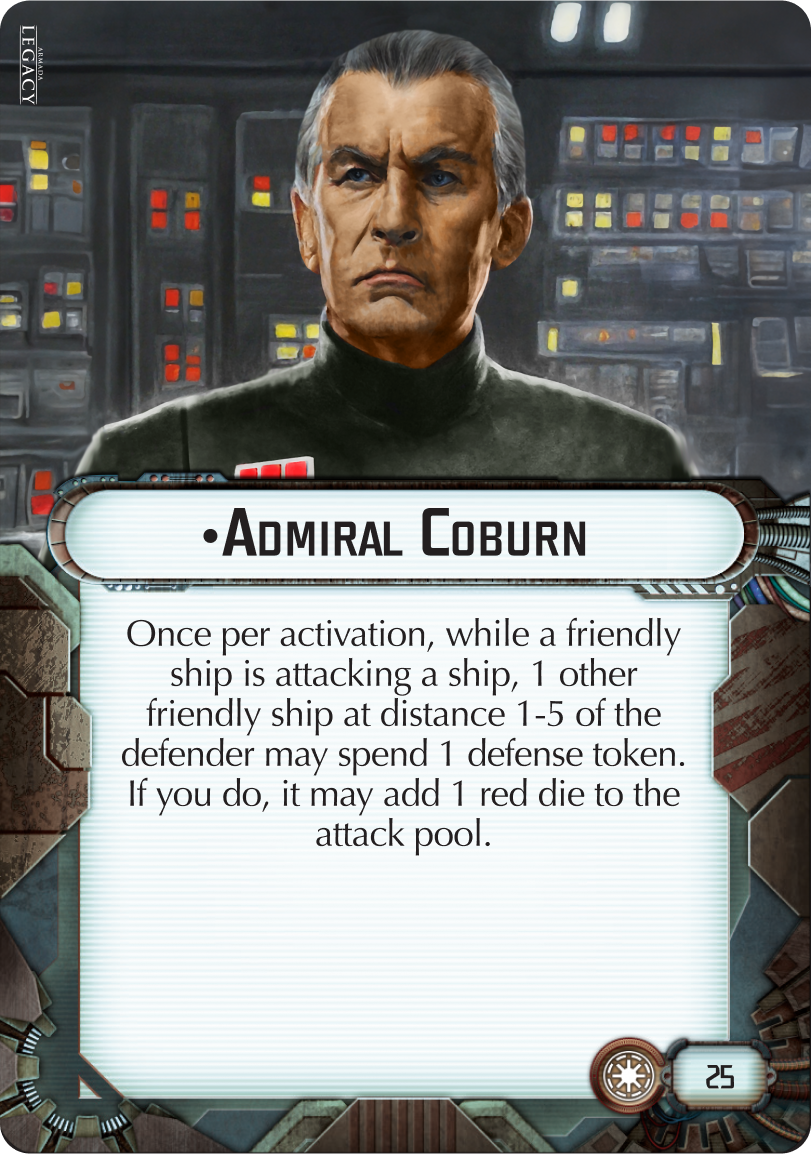 ARMADA
LEGACY
•Admiral Coburn
Once per activation, while a friendly
ship is attacking a ship, 1 other
friendly ship at distance 1-5 of the
defender may spend 1 defense token.
If you do, it may add 1 red die to the
attack pool.
25